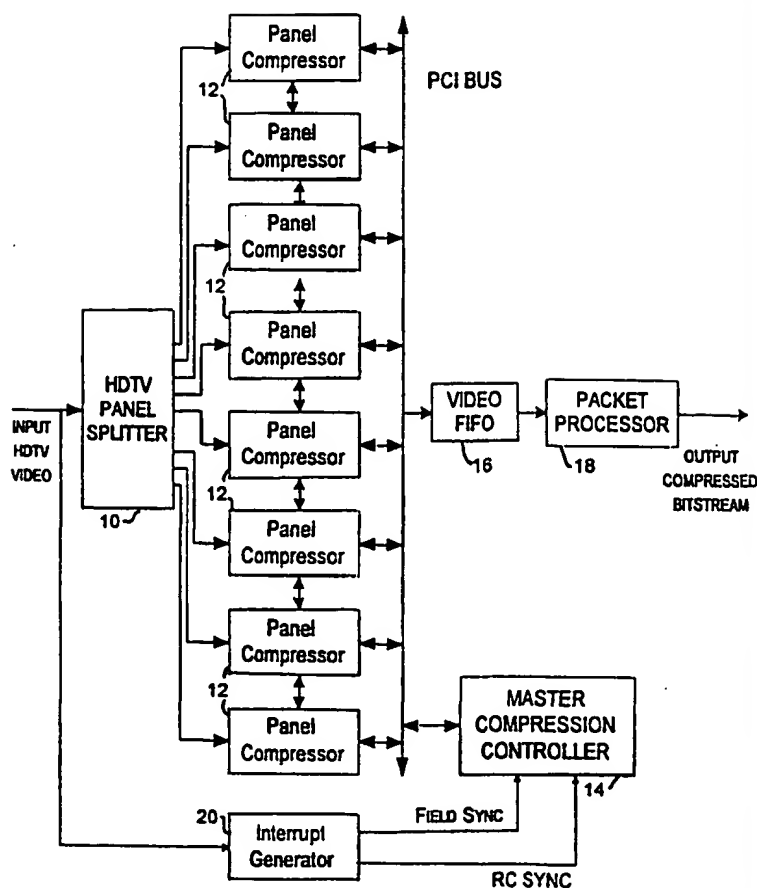 Panel
Compressor
12
Panel
Compressor
Panel
Compressor
12
Panel
Compressor
Panel
Compressor
12
12
Panel
Compressor
Panel
Compressor
12
Panel
Compressor
PCI BUS
INPUT
HDTV
VIDEO
HDTV
PANEL
SPLITTER
10
VIDEO
FIFO
16
PACKET
PROCESSOR
18
OUTPUT
COMPRESSED
BITSTREAM
MASTER
COMPRESSION
CONTROLLER
14
20
Interrupt
Generator
FIELD SYNC
RC SYNC